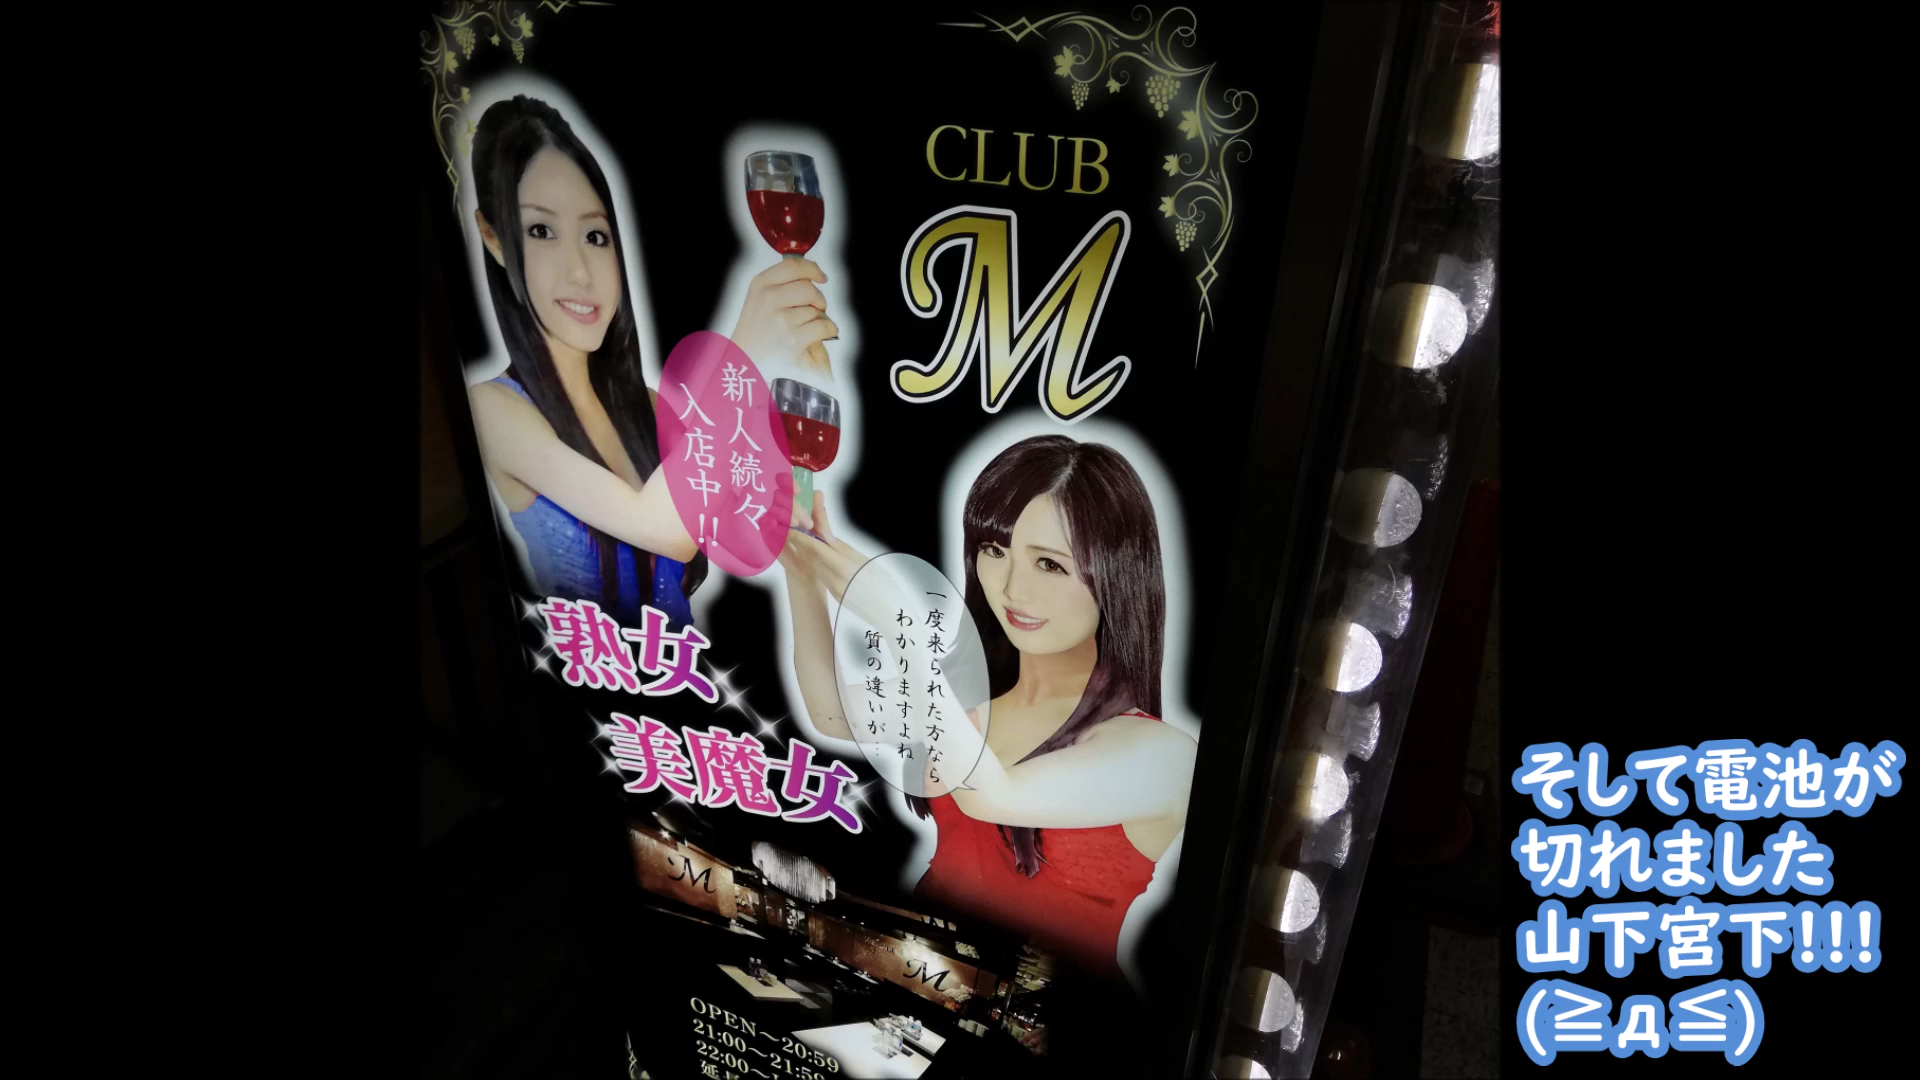 CLUB
M
新人続々
入店中!!
一度来られた方なら
わかりますよね
質の違いが…
熟女
美魔女
M
M
OPEN～20:59
21:00～21:59
22:00～
そして電池が
切れました
山下宮下!!!
(≧д≦)